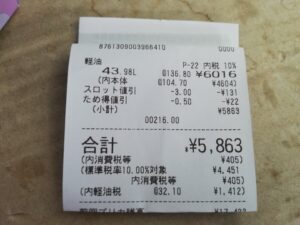 8761309003966410 0000
軽油 P-22 内税 10%
43.98L @136.80 ¥6016
(内本体 @104.70 ¥4604)
スロット値引 -3.00 -¥131
ため得値引 -0.50 -¥22
(小計) ¥5863
00216.00
合計 ¥5,863
(内消費税等 ¥405)
(標準税率10.00%対象 ¥4,451
内消費税等 ¥405)
(内軽油税 @32.10 ¥1,412)